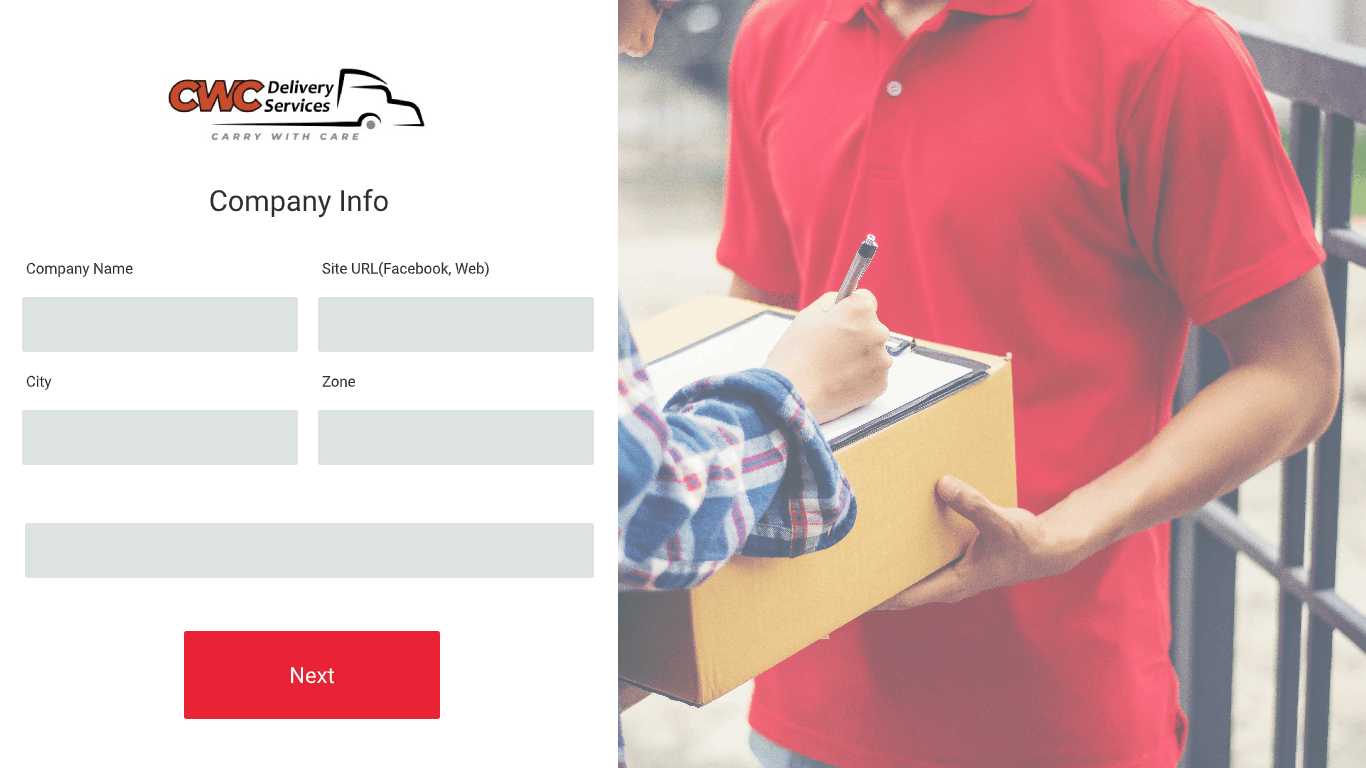 CWC Delivery
Services
CARRY WITH CARE
Company Info
Company Name
Site URL(Facebook, Web)
City
Zone
Next